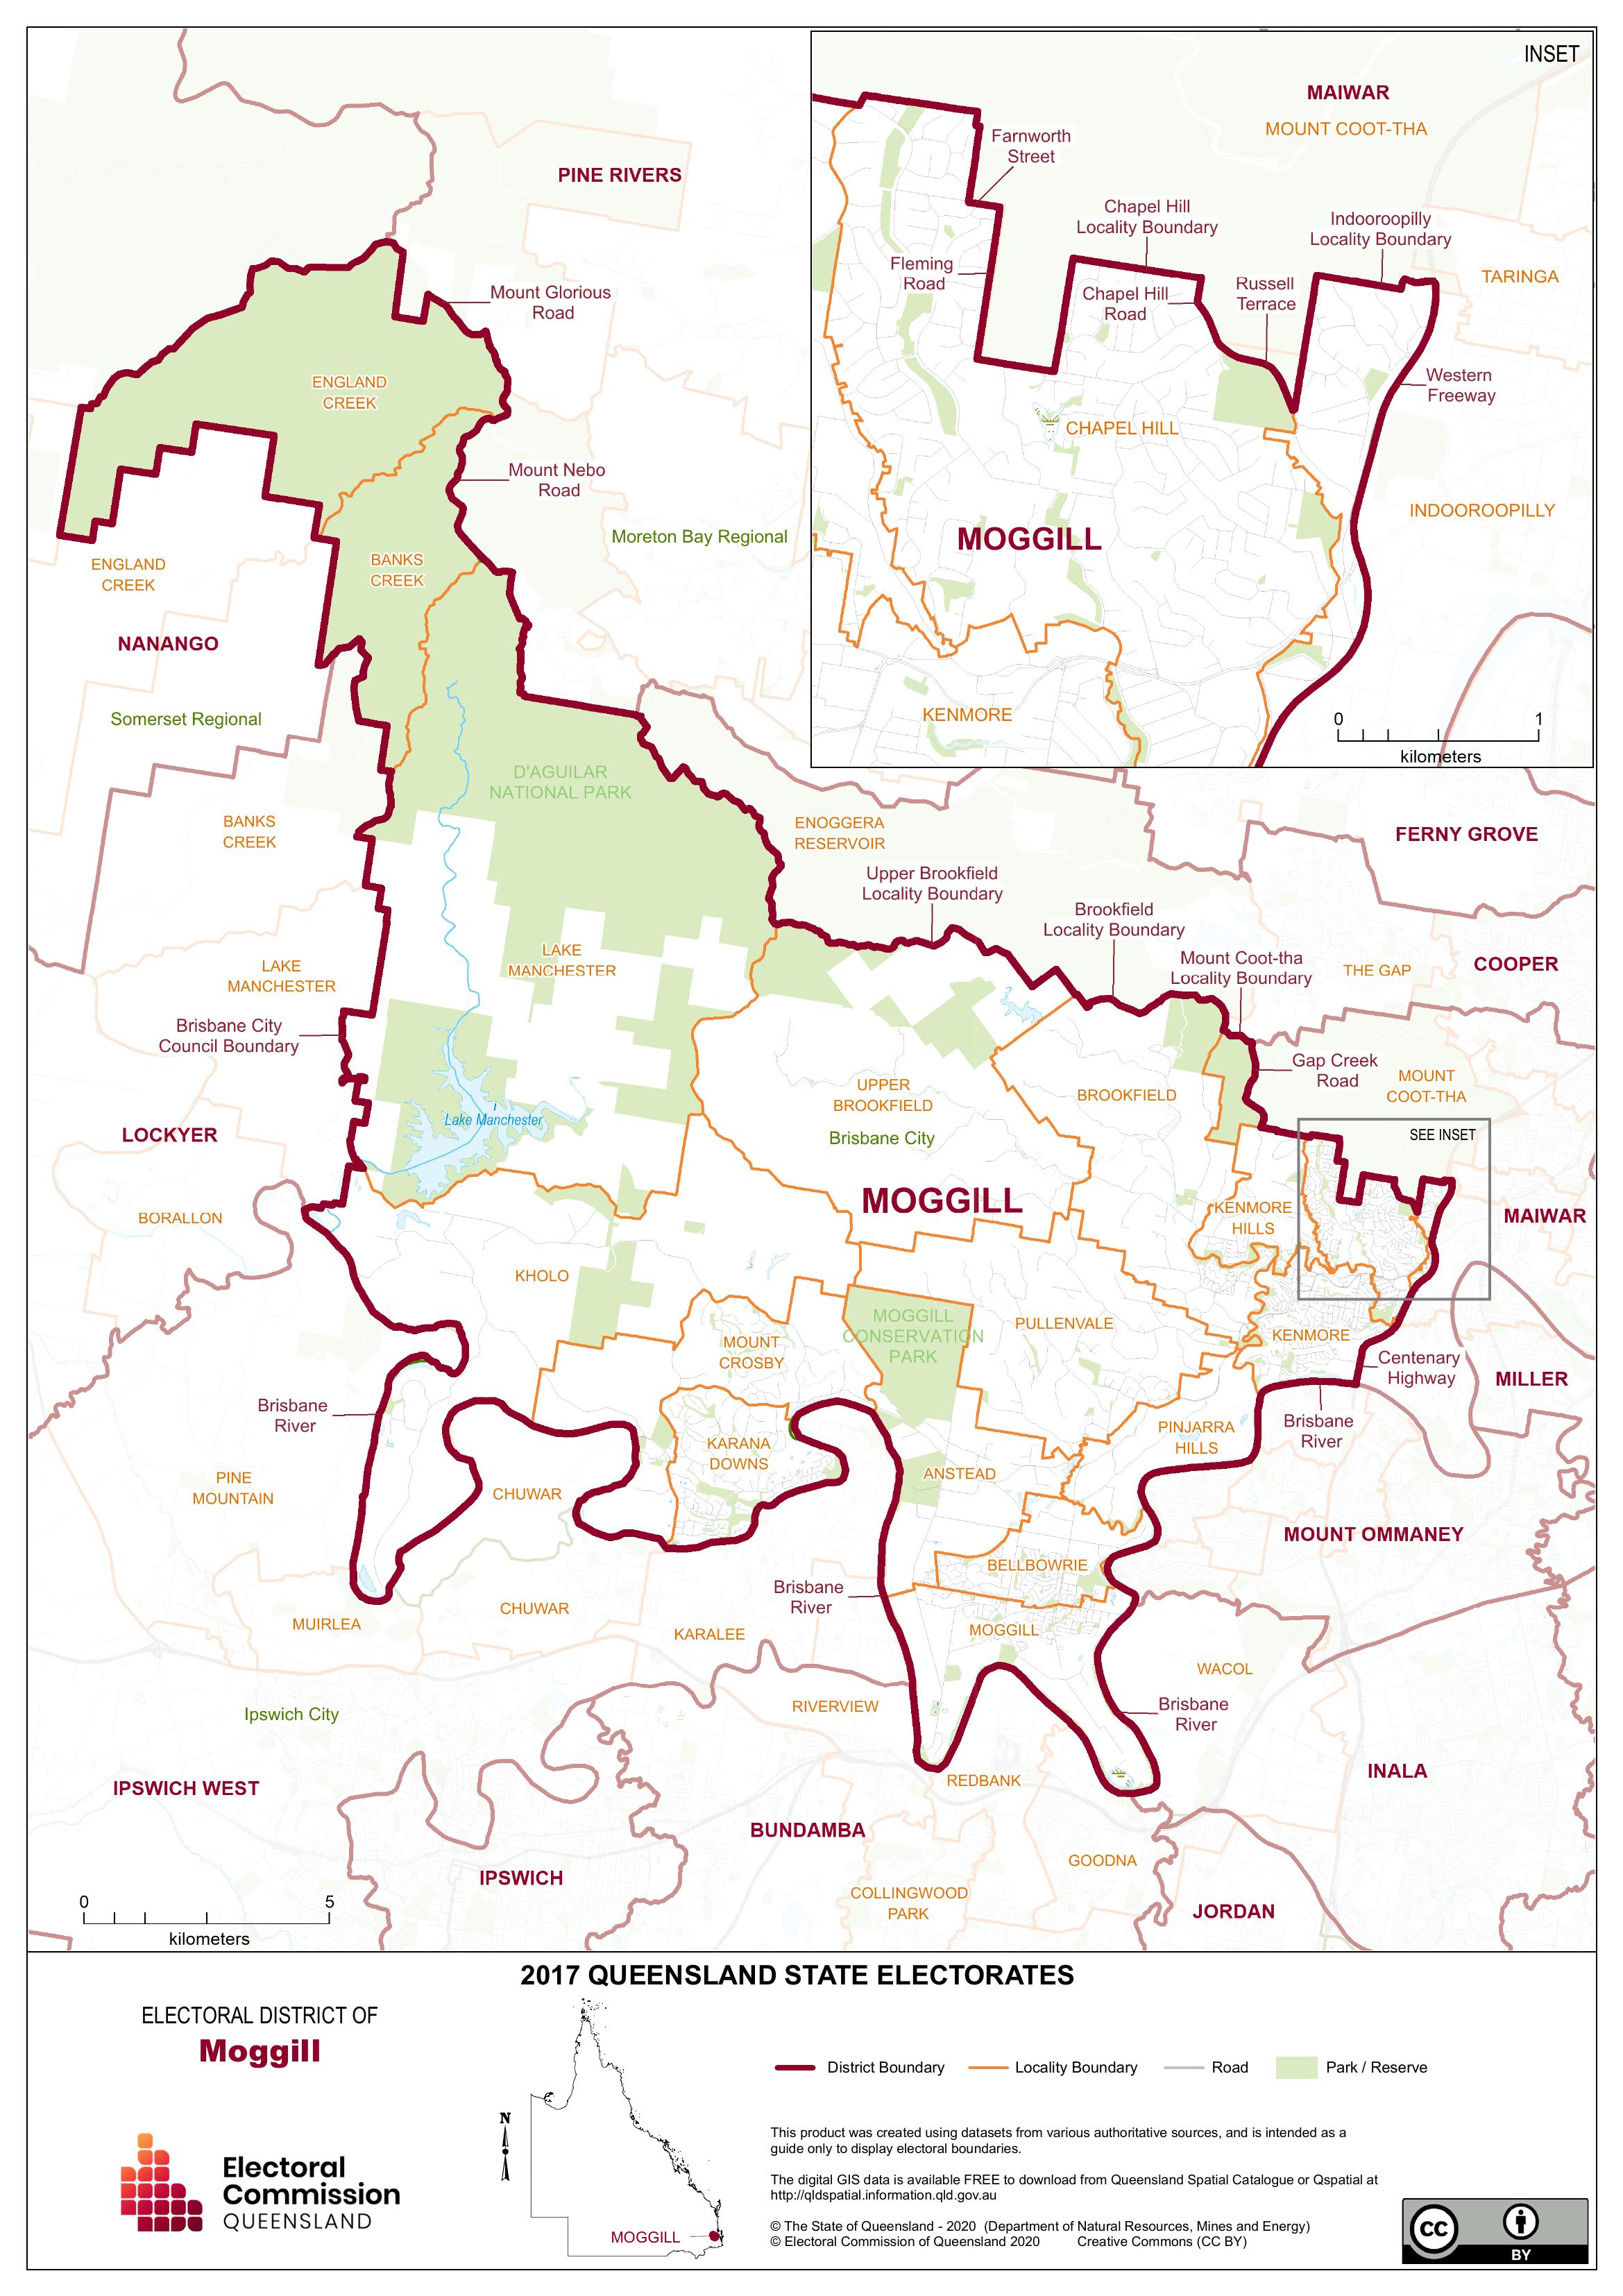 INSET
MAIWAR
MOUNT COOT-THA
Farnworth
Street
Chapel Hill
Locality Boundary
Indooroopilly
Locality Boundary
Fleming
Road
Chapel Hill
Road
Russell
Terrace
TARINGA
Western
Freeway
CHAPEL HILL
INDOOROOPILLY
MOGGILL
KENMORE
0 1
kilometers
PINE RIVERS
Mount Glorious
Road
ENGLAND
CREEK
Mount Nebo
Road
Moreton Bay Regional
ENGLAND
CREEK
BANKS
CREEK
NANANGO
Somerset Regional
D'AGUILAR
NATIONAL PARK
BANKS
CREEK
ENOGGERA
RESERVOIR
FERNY GROVE
Upper Brookfield
Locality Boundary
Brookfield
Locality Boundary
Mount Coot-tha
Locality Boundary
THE GAP
COOPER
LAKE
MANCHESTER
LAKE
MANCHESTER
Brisbane City
Council Boundary
Gap Creek
Road
MOUNT
COOT-THA
UPPER
BROOKFIELD
BROOKFIELD
Lake Manchester
Brisbane City
LOCKYER
SEE INSET
MOGGILL
BORALLON
KENMORE
HILLS
MAIWAR
KHOLO
MOGGILL
CONSERVATION
PARK
PULLENVALE
MOUNT
CROSBY
KENMORE
Centenary
Highway
MILLER
Brisbane
River
Brisbane
River
PINJARRA
HILLS
KARANA
DOWNS
ANSTEAD
PINE
MOUNTAIN
CHUWAR
MOUNT OMMANEY
BELLBOWRIE
Brisbane
River
CHUWAR
MUIRLEA
KARALEE
MOGGILL
WACOL
RIVERVIEW
Brisbane
River
Ipswich City
REDBANK
INALA
IPSWICH WEST
BUNDAMBA
GOODNA
IPSWICH
COLLINGWOOD
PARK
JORDAN
0 5
kilometers
2017 QUEENSLAND STATE ELECTORATES
ELECTORAL DISTRICT OF
Moggill
Electoral
Commission
QUEENSLAND
N
MOGGILL
District Boundary Locality Boundary Road Park / Reserve
This product was created using datasets from various authoritative sources, and is intended as a
guide only to display electoral boundaries.
The digital GIS data is available FREE to download from Queensland Spatial Catalogue or Qspatial at
http://qldspatial.information.qld.gov.au
© The State of Queensland - 2020 (Department of Natural Resources, Mines and Energy)
© Electoral Commission of Queensland 2020 Creative Commons (CC BY)
CC
BY